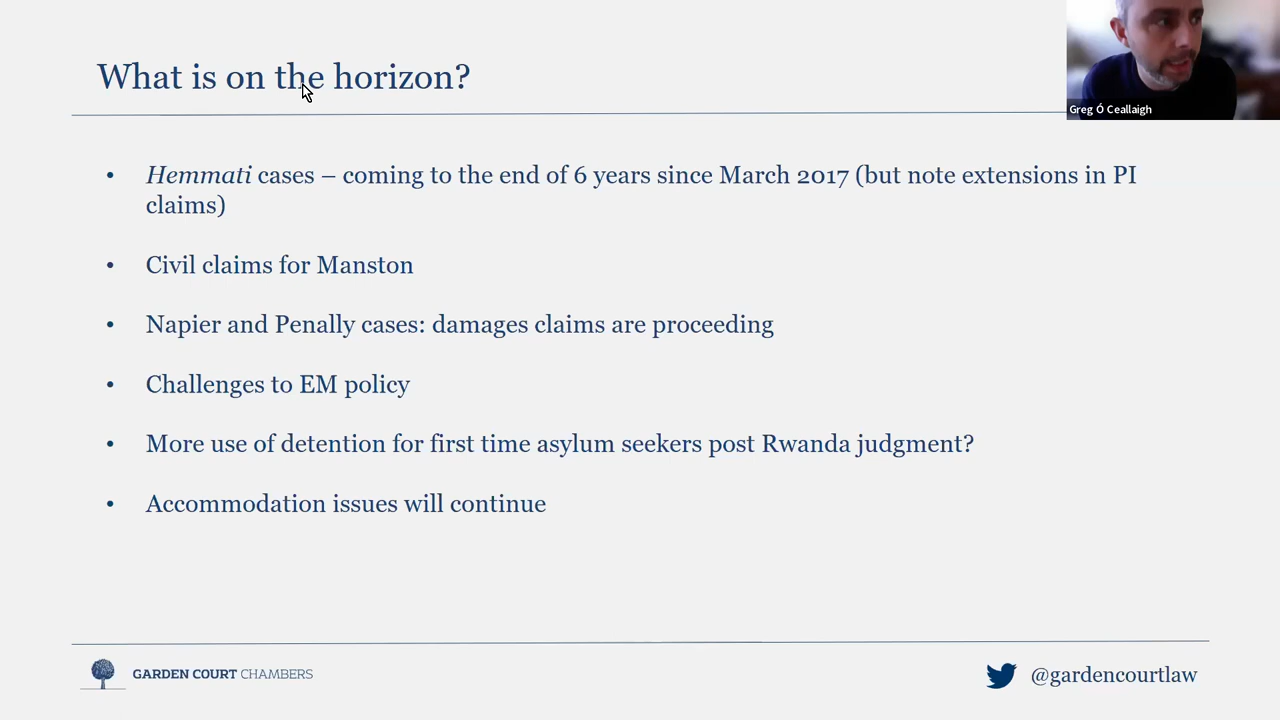 What is on the horizon?
Greg Ó Ceallaigh
• Hemmati cases – coming to the end of 6 years since March 2017 (but note extensions in PI
claims)
• Civil claims for Manston
• Napier and Penally cases: damages claims are proceeding
• Challenges to EM policy
• More use of detention for first time asylum seekers post Rwanda judgment?
• Accommodation issues will continue
GARDEN COURT CHAMBERS
@gardencourtlaw